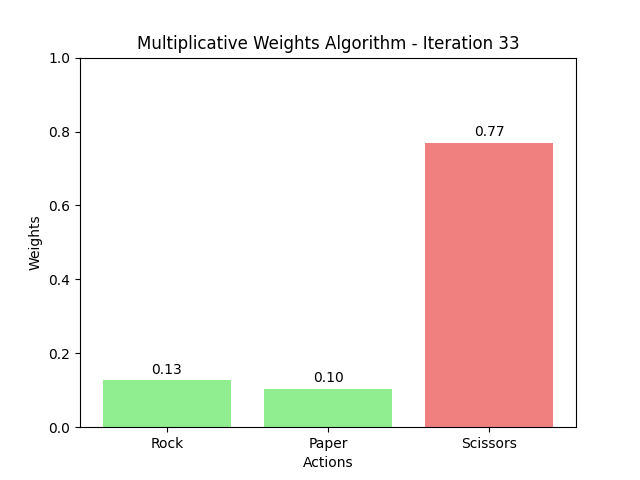 Multiplicative Weights Algorithm - Iteration 33
1.0
0.8
0.6
0.4
0.2
0.0
Weights
0.13
0.10
0.77
Rock Paper Scissors
Actions